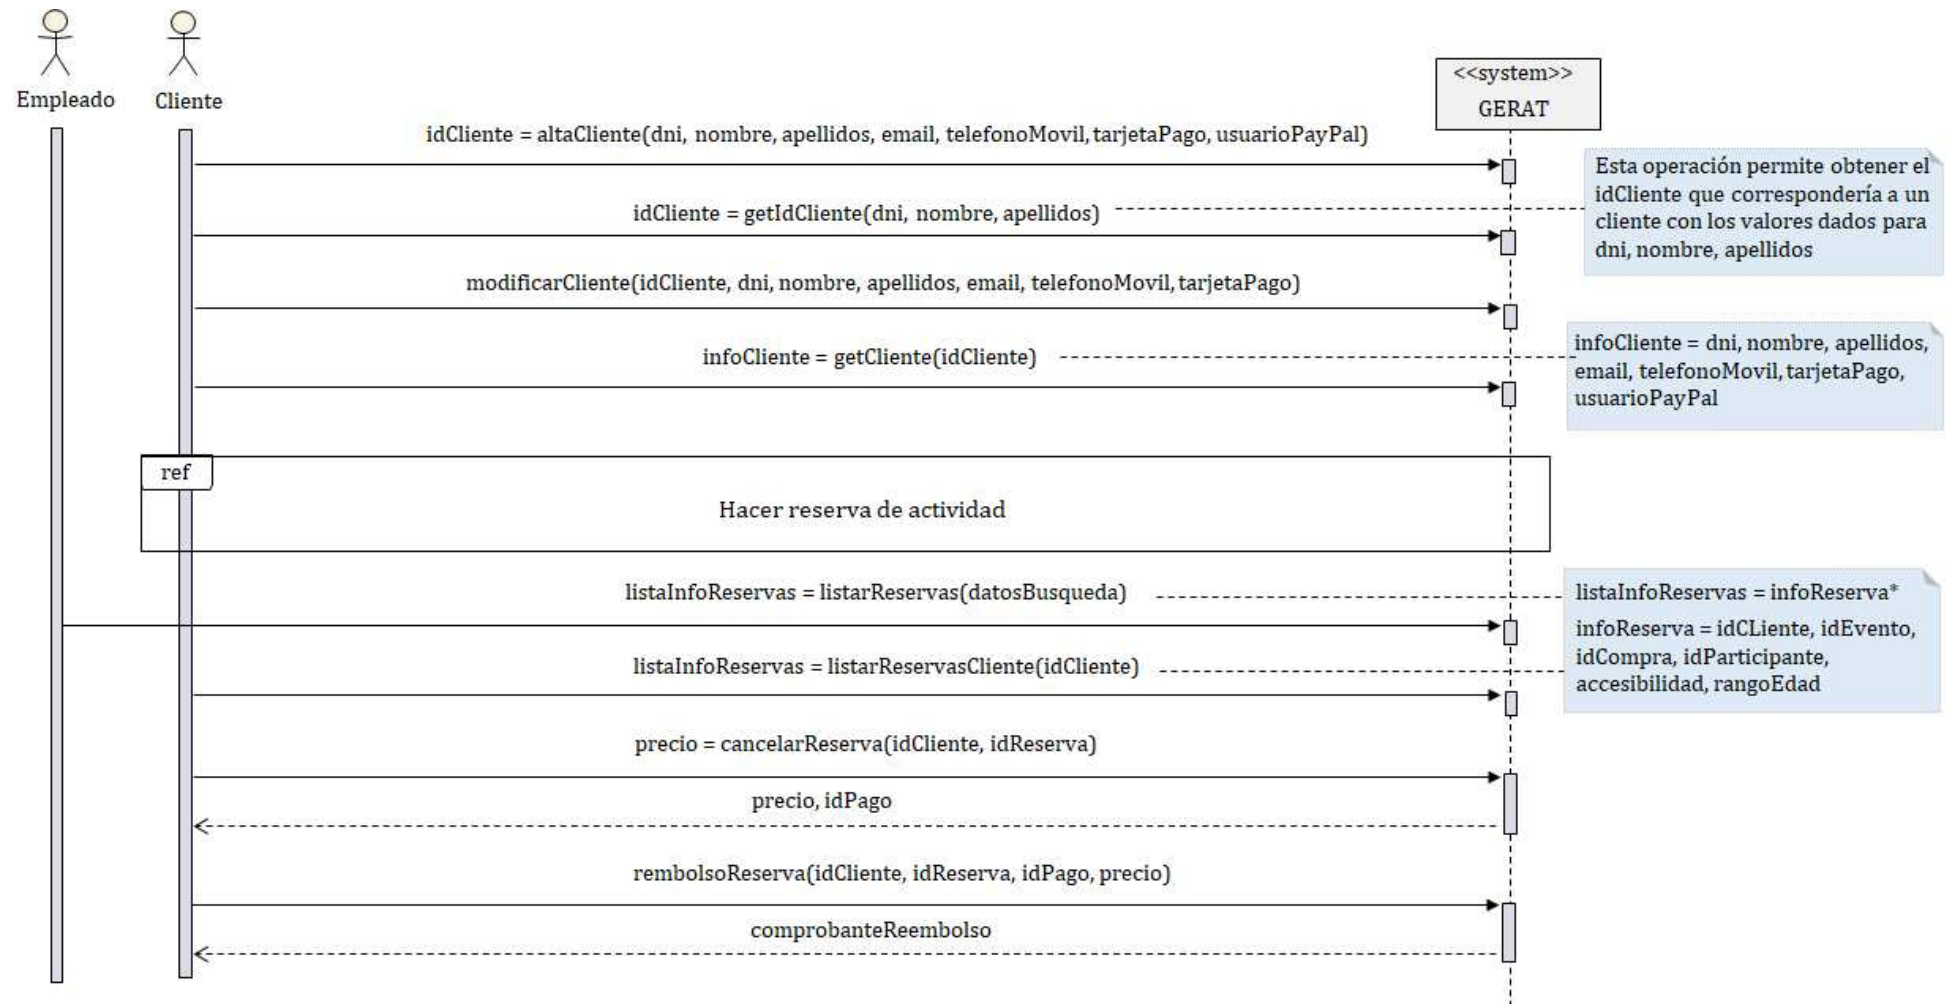 Empleado
Cliente
<<system>>
GERAT
idCliente = altaCliente(dni, nombre, apellidos, email, telefonoMovil, tarjetaPago, usuarioPayPal)
Esta operación permite obtener el
idCliente que correspondería a un
cliente con los valores dados para
dni, nombre, apellidos
idCliente = getIdCliente(dni, nombre, apellidos)
modificarCliente(idCliente, dni, nombre, apellidos, email, telefonoMovil, tarjetaPago)
infoCliente = getCliente(idCliente)
infoCliente = dni, nombre, apellidos,
email, telefonoMovil, tarjetaPago,
usuarioPayPal
ref
Hacer reserva de actividad
listaInfoReservas = listarReservas(datosBusqueda)
listaInfoReservas = infoReserva*
infoReserva = idCLiente, idEvento,
idCompra, idParticipante,
accesibilidad, rangoEdad
listaInfoReservas = listarReservasCliente(idCliente)
precio = cancelarReserva(idCliente, idReserva)
precio, idPago
rembolsoReserva(idCliente, idReserva, idPago, precio)
comprobanteReembolso